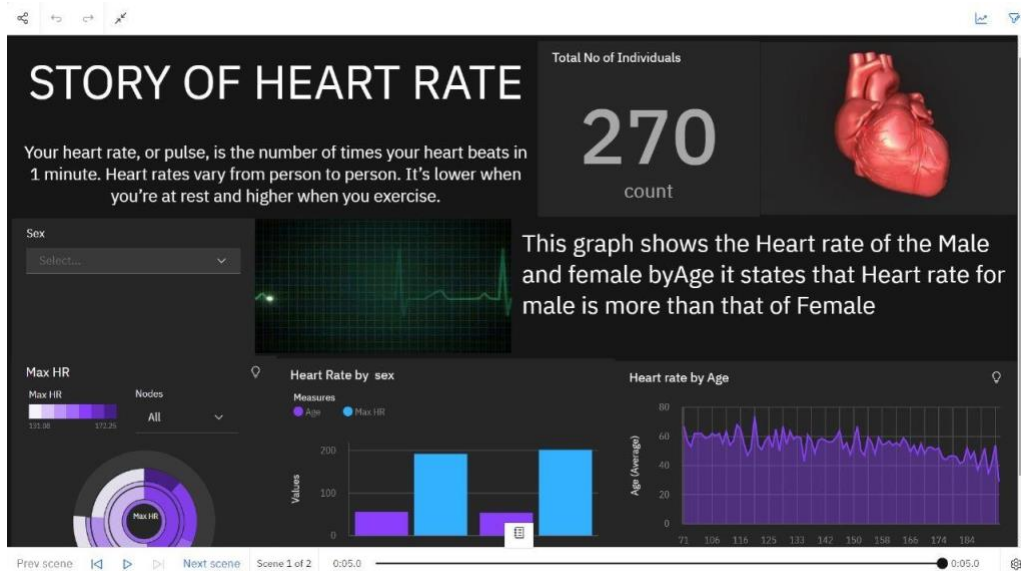 STORY OF HEART RATE
Your heart rate, or pulse, is the number of times your heart beats in
1 minute. Heart rates vary from person to person. It's lower when
you're at rest and higher when you exercise.
Total No of Individuals
270
count
Sex
Select...
This graph shows the Heart rate of the Male
and female byAge it states that Heart rate for
male is more than that of Female
Max HR
Max HR
Nodes
131.08
172.25
All
Max HR
Heart Rate by sex
Measures
Age
Max HR
Values
200
100
0
Heart rate by Age
Age (Average)
80
60
40
20
0
71 106 116 125 133 142 150 158 166 174 184
Prev scene
Next scene
Scene 1 of 2
0:05.0
0:05.0